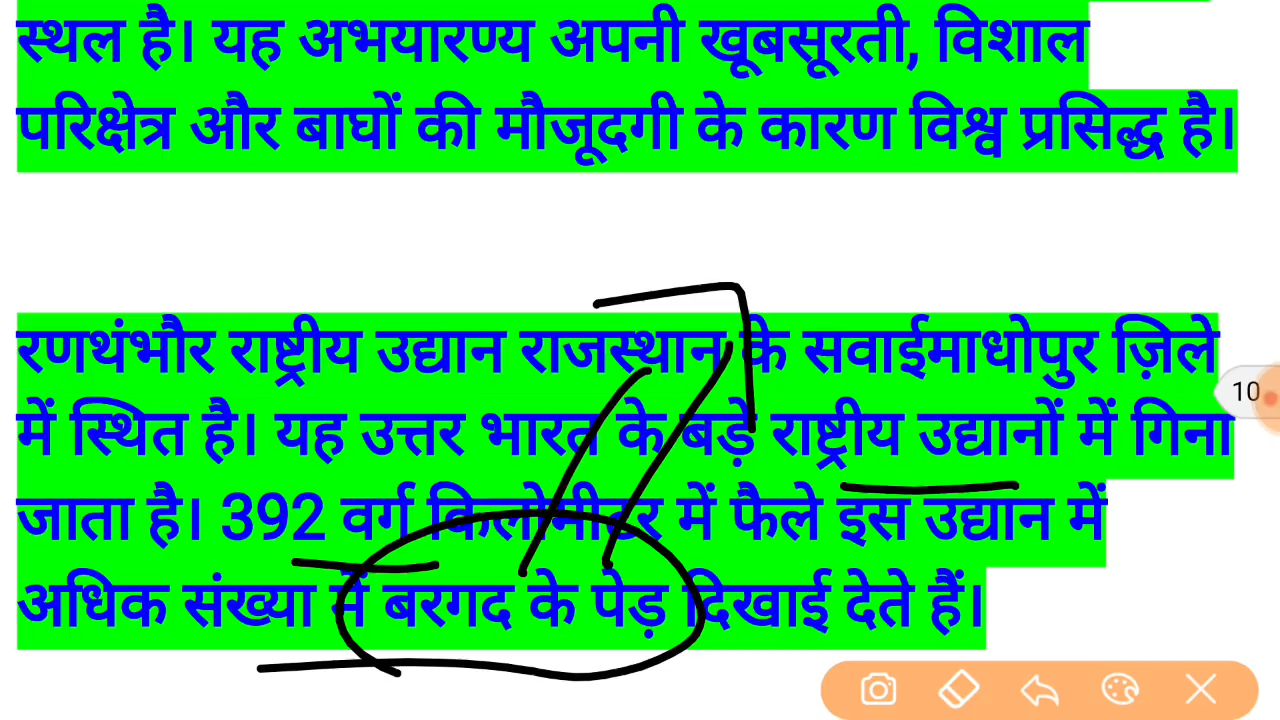 स्थल है। यह अभयारण्य अपनी खूबसूरती, विशाल
परिक्षेत्र और बाघों की मौजूदगी के कारण विश्व प्रसिद्ध है।
रणथंभौर राष्ट्रीय उद्यान राजस्थान के सवाईमाधोपुर ज़िले
में स्थित है। यह उत्तर भारत के बड़े राष्ट्रीय उद्यानों में गिना
जाता है। 392 वर्ग किलोमीटर में फैले इस उद्यान में
अधिक संख्या में बरगद के पेड़ दिखाई देते हैं।
10